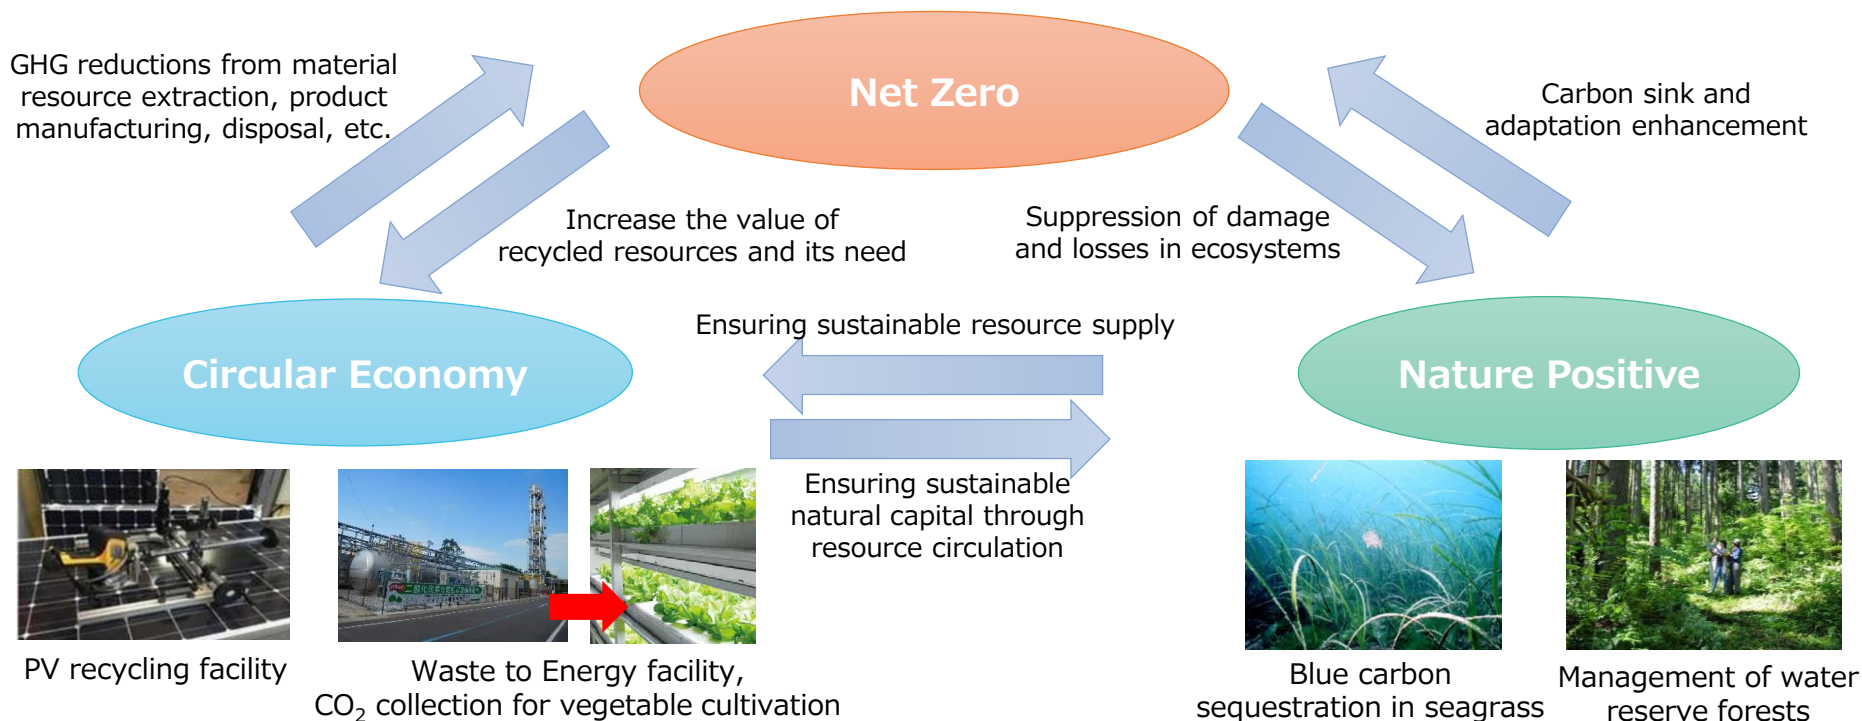 GHG reductions from material
resource extraction, product
manufacturing, disposal, etc.
Net Zero
Carbon sink and
adaptation enhancement
Increase the value of
recycled resources and its need
Suppression of damage
and losses in ecosystems
Ensuring sustainable resource supply
Circular Economy
Nature Positive
Ensuring sustainable
natural capital through
resource circulation
PV recycling facility
Waste to Energy facility,
CO₂ collection for vegetable cultivation
Blue carbon
sequestration in seagrass
Management of water
reserve forests